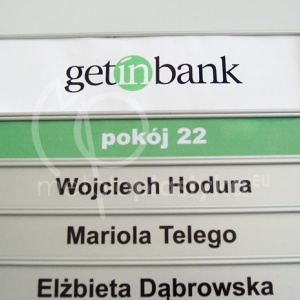 getinbank
pokój 22
Wojciech Hodura
Mariola Telego
Elżbieta Dąbrowska